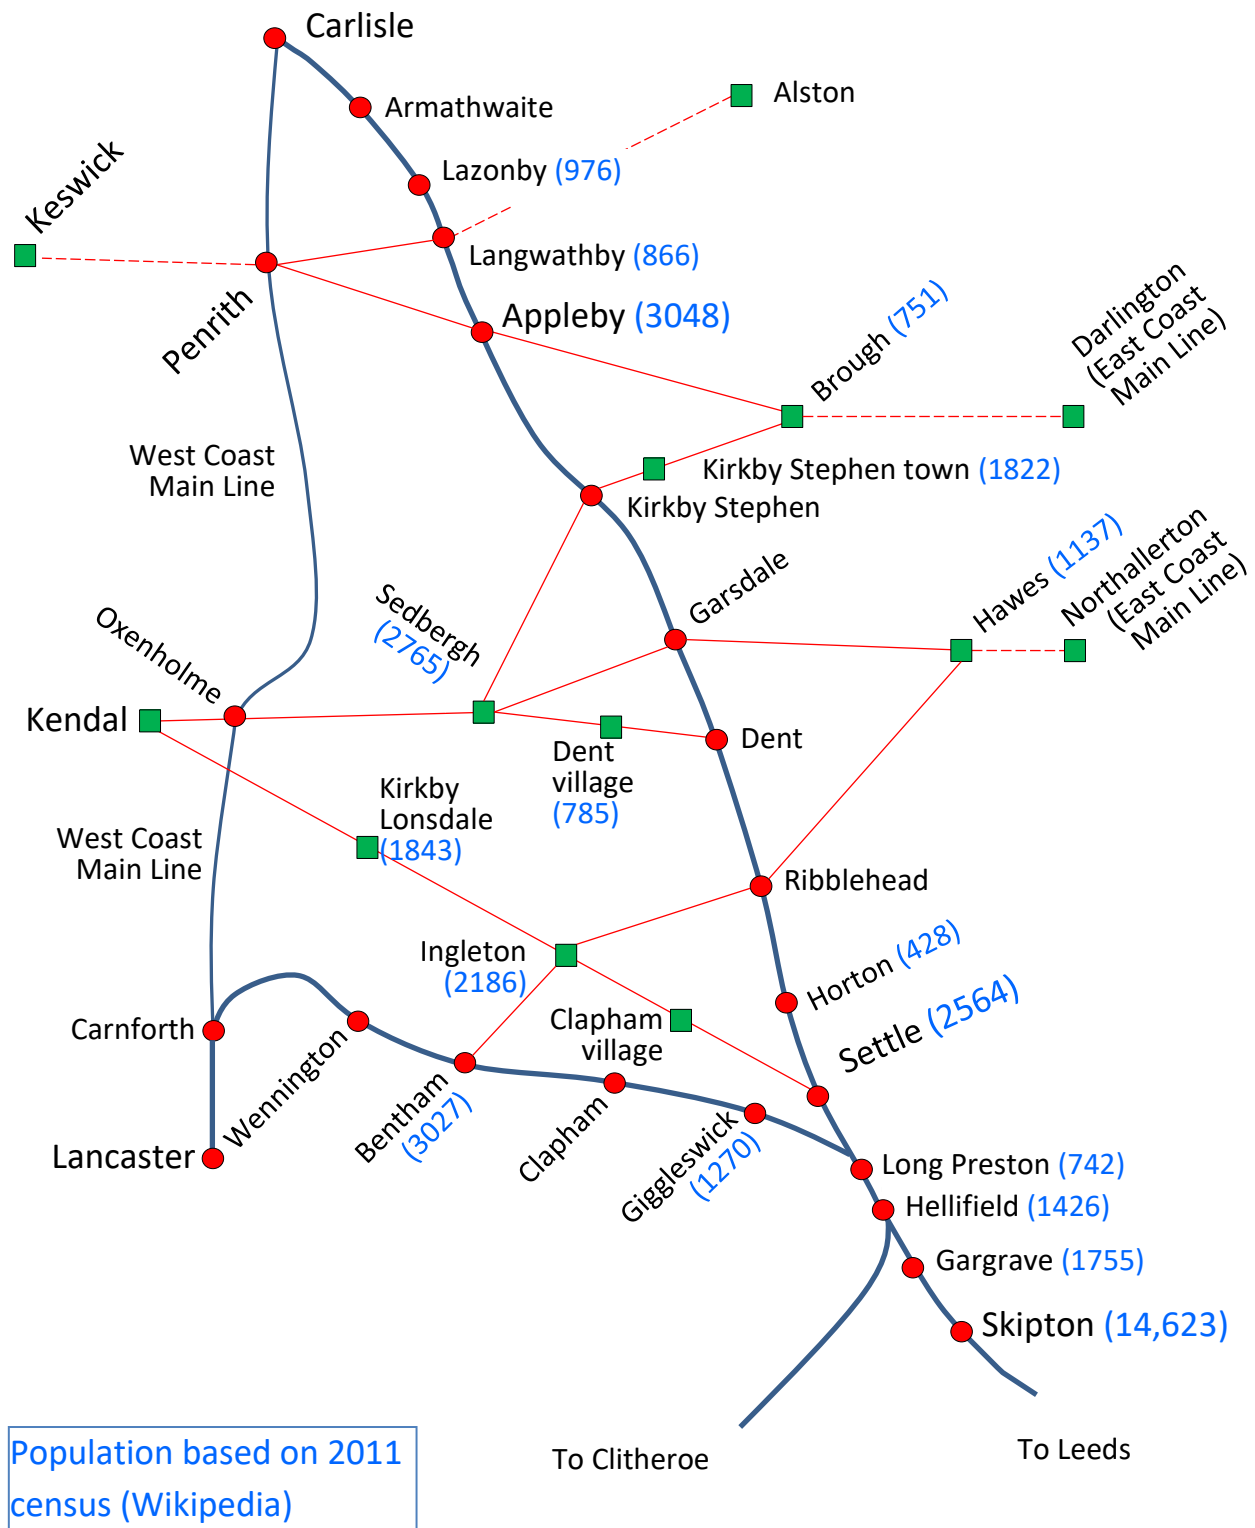 Carlisle
Alston
Armathwaite
Lazonby (976)
Keswick
Langwathby (866)
Penrith
Appleby (3048)
Brough (751)
Darlington
(East Coast
Main Line)
West Coast
Main Line
Kirkby Stephen town (1822)
Kirkby Stephen
Sedbergh
(2765)
Garsdale
Hawes (1137)
Northallerton
(East Coast
Main Line)
Oxenholme
Kendal
Dent
village
(785)
Dent
Kirkby
Lonsdale
(1843)
West Coast
Main Line
Ribblehead
Ingleton
(2186)
Horton (428)
Carnforth
Clapham
village
Settle (2564)
Wennington
Bentham
(3027)
Clapham
Giggleswick
(1270)
Lancaster
Long Preston (742)
Hellifield (1426)
Gargrave (1755)
Skipton (14,623)
To Clitheroe
To Leeds
Population based on 2011
census (Wikipedia)